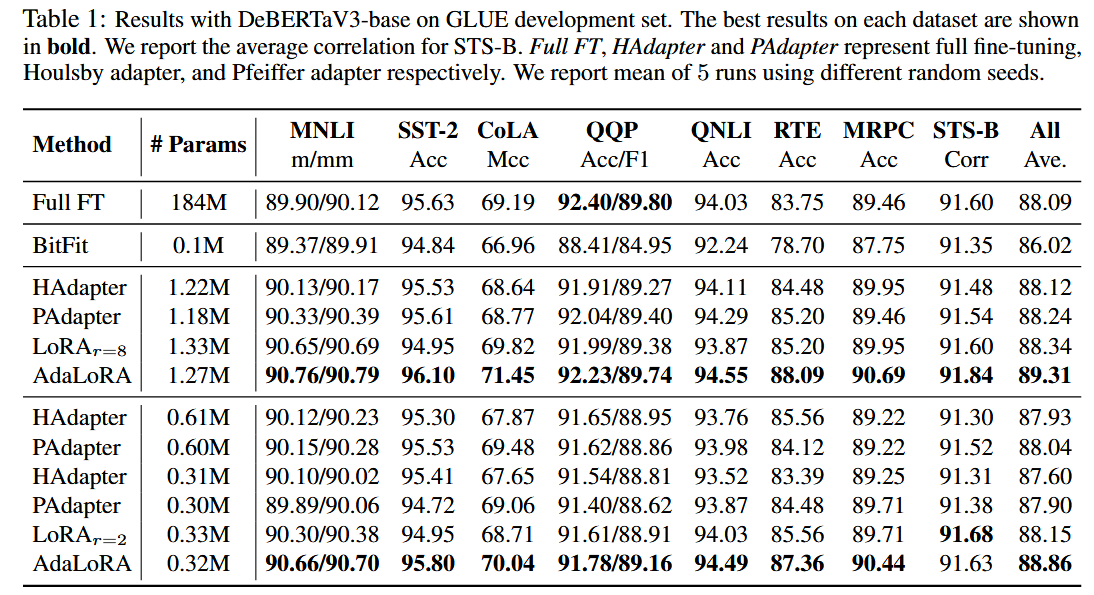 Table 1: Results with DeBERTaV3-base on GLUE development set. The best results on each dataset are shown
in bold. We report the average correlation for STS-B. Full FT, HAdapter and PAdapter represent full fine-tuning,
Houlsby adapter, and Pfeiffer adapter respectively. We report mean of 5 runs using different random seeds.
Method # Params MNLI SST-2 CoLA QQP QNLI RTE MRPC STS-B All
m/mm Acc Mcc Acc/F1 Acc Acc Acc Corr Ave.
Full FT 184M 89.90/90.12 95.63 69.19 92.40/89.80 94.03 83.75 89.46 91.60 88.09
BitFit 0.1M 89.37/89.91 94.84 66.96 88.41/84.95 92.24 78.70 87.75 91.35 86.02
HAdapter 1.22M 90.13/90.17 95.53 68.64 91.91/89.27 94.11 84.48 89.95 91.48 88.12
PAdapter 1.18M 90.33/90.39 95.61 68.77 92.04/89.40 94.29 85.20 89.46 91.54 88.24
LoRAr=8 1.33M 90.65/90.69 94.95 69.82 91.99/89.38 93.87 85.20 89.95 91.60 88.34
AdaLoRA 1.27M 90.76/90.79 96.10 71.45 92.23/89.74 94.55 88.09 90.69 91.84 89.31
HAdapter 0.61M 90.12/90.23 95.30 67.87 91.65/88.95 93.76 85.56 89.22 91.30 87.93
PAdapter 0.60M 90.15/90.28 95.53 69.48 91.62/88.86 93.98 84.12 89.22 91.52 88.04
HAdapter 0.31M 90.10/90.02 95.41 67.65 91.54/88.81 93.52 83.39 89.25 91.31 87.60
PAdapter 0.30M 89.89/90.06 94.72 69.06 91.40/88.62 93.87 84.48 89.71 91.38 87.90
LoRAr=2 0.33M 90.30/90.38 94.95 68.71 91.61/88.91 94.03 85.56 89.71 91.68 88.15
AdaLoRA 0.32M 90.66/90.70 95.80 70.04 91.78/89.16 94.49 87.36 90.44 91.63 88.86